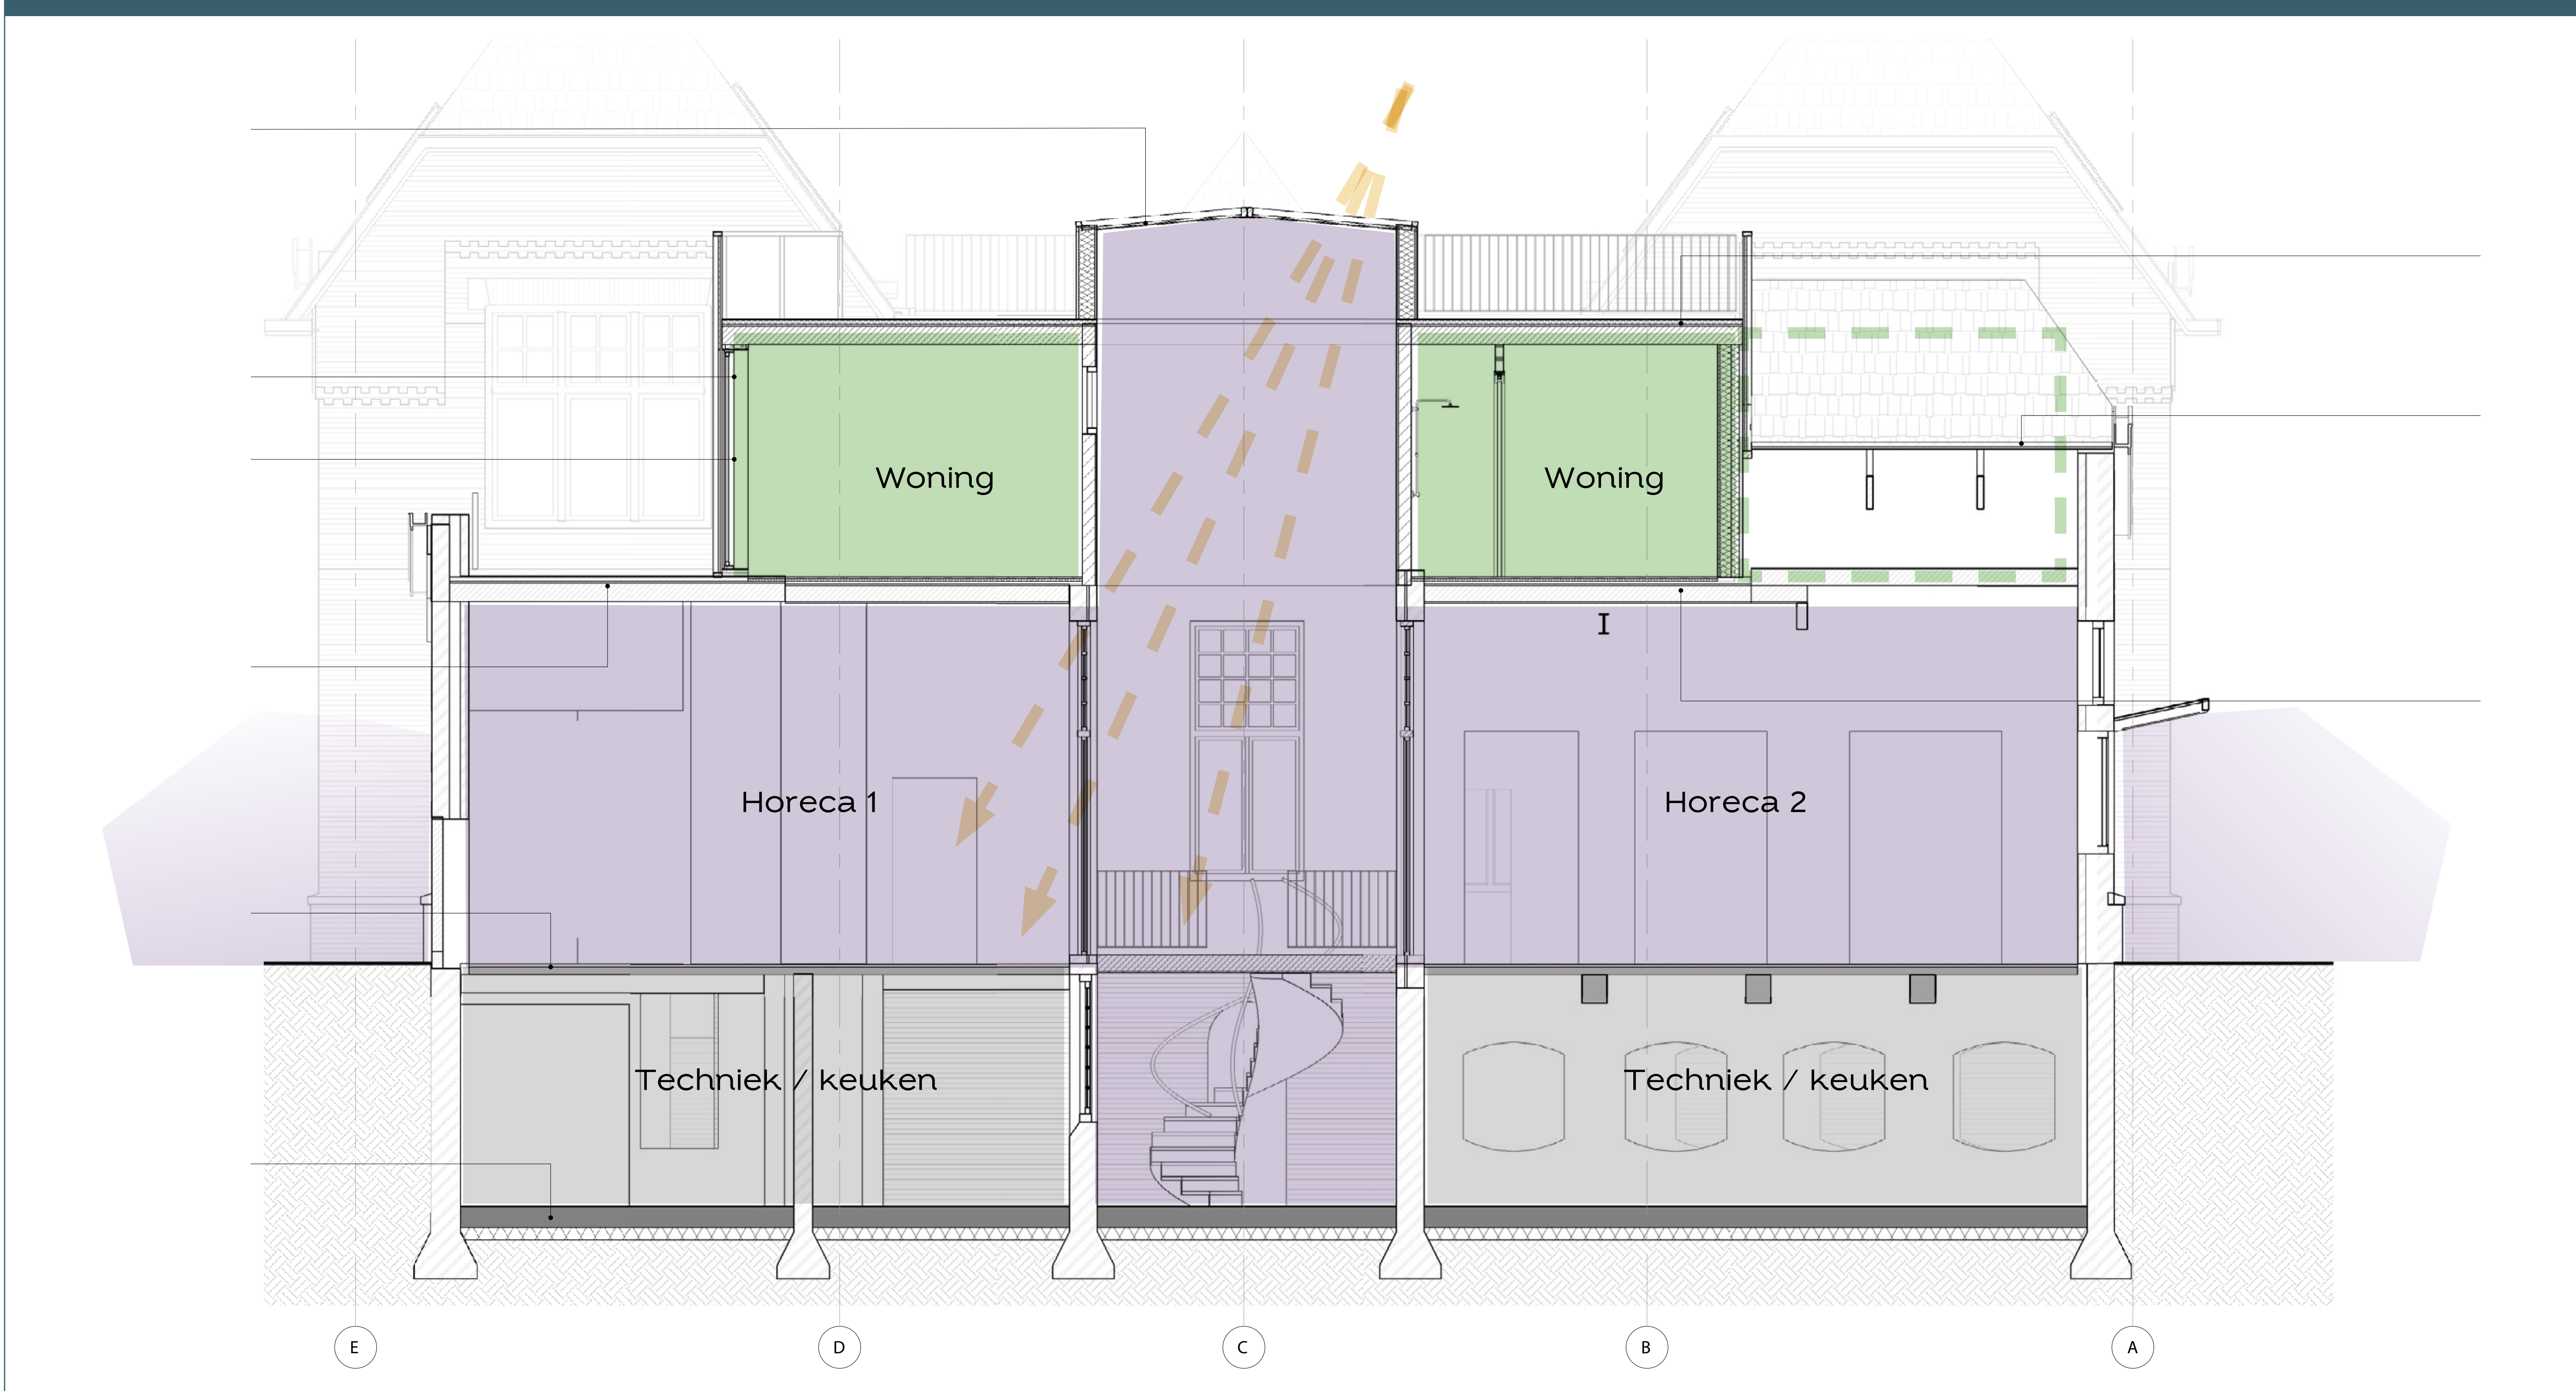 Woning
Woning
Horeca 1
Horeca 2
Techniek / keuken
Techniek / keuken
E
D
C
B
A